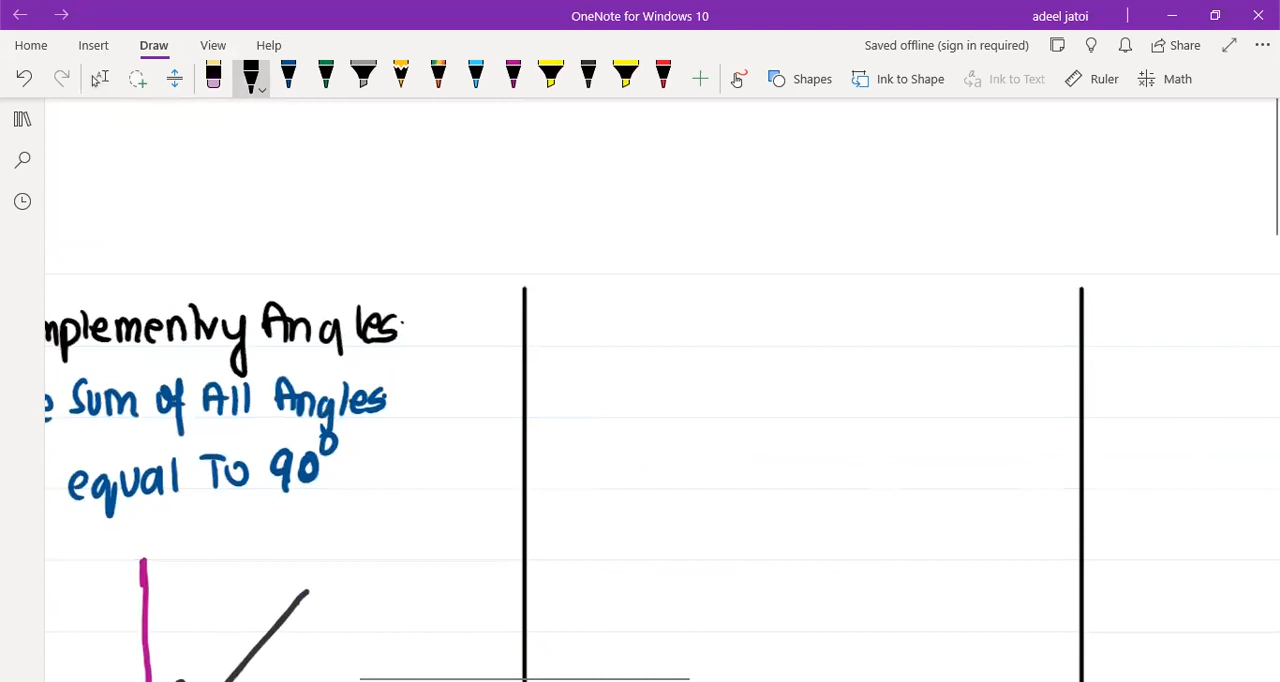 OneNote for Windows 10
adeel jatoi
Home Insert Draw View Help
Saved offline (sign in required)
Share
Shapes
Ink to Shape
Ink to Text
Ruler
Math
mplementry Angles.
e Sum of All Angles
equal To 90°